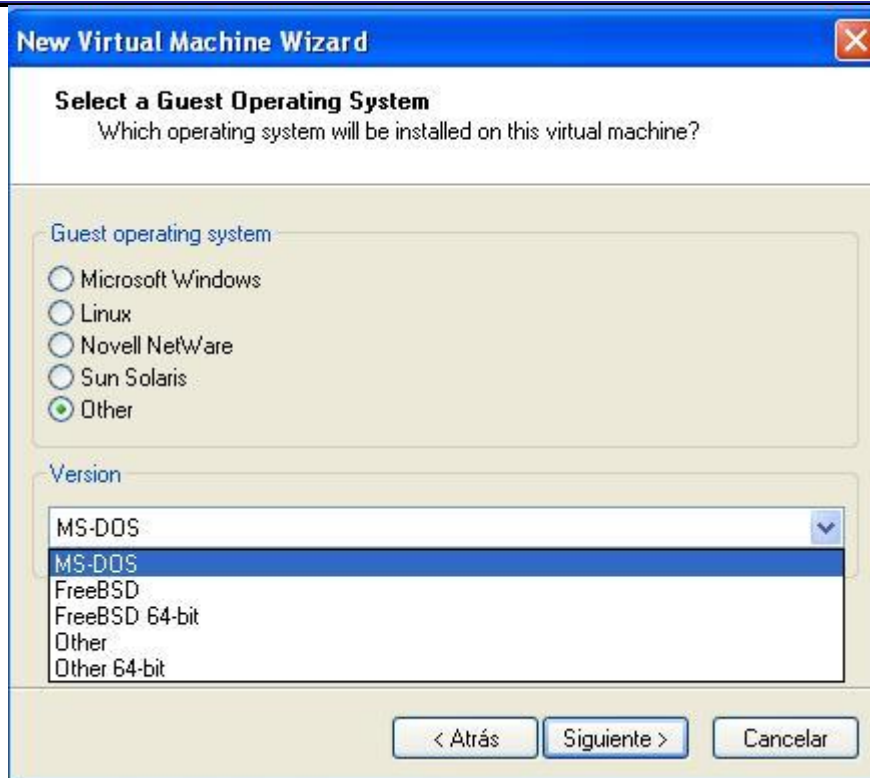 New Virtual Machine Wizard
Select a Guest Operating System
Which operating system will be installed on this virtual machine?
Guest operating system
Microsoft Windows
Linux
Novell NetWare
Sun Solaris
Other
Version
MS-DOS
MS-DOS
FreeBSD
FreeBSD 64-bit
Other
Other 64-bit
< Atrás Siguiente > Cancelar